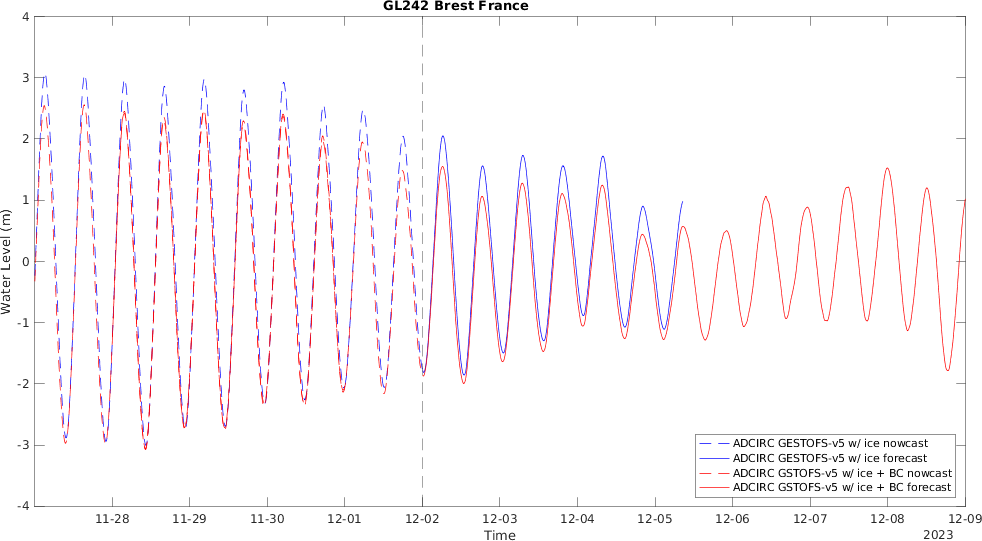 GL242 Brest France
4
3
2
1
0
-1
-2
-3
-4
Water Level (m)
ADCIRC GESTOFS-v5 w/ ice nowcast
ADCIRC GESTOFS-v5 w/ ice forecast
ADCIRC GSTOFS-v5 w/ ice + BC nowcast
ADCIRC GSTOFS-v5 w/ ice + BC forecast
11-28 11-29 11-30 12-01 12-02 12-03 12-04 12-05 12-06 12-07 12-08 12-09
Time 2023